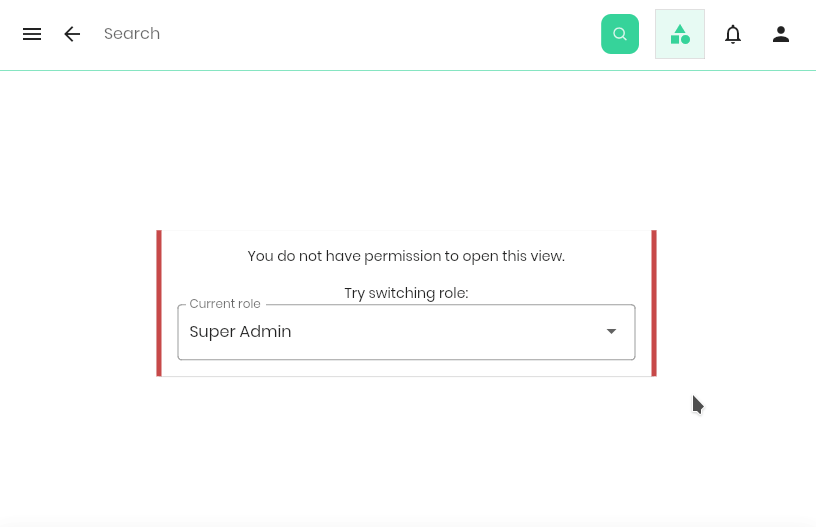 Search
You do not have permission to open this view.
Try switching role:
Current role
Super Admin